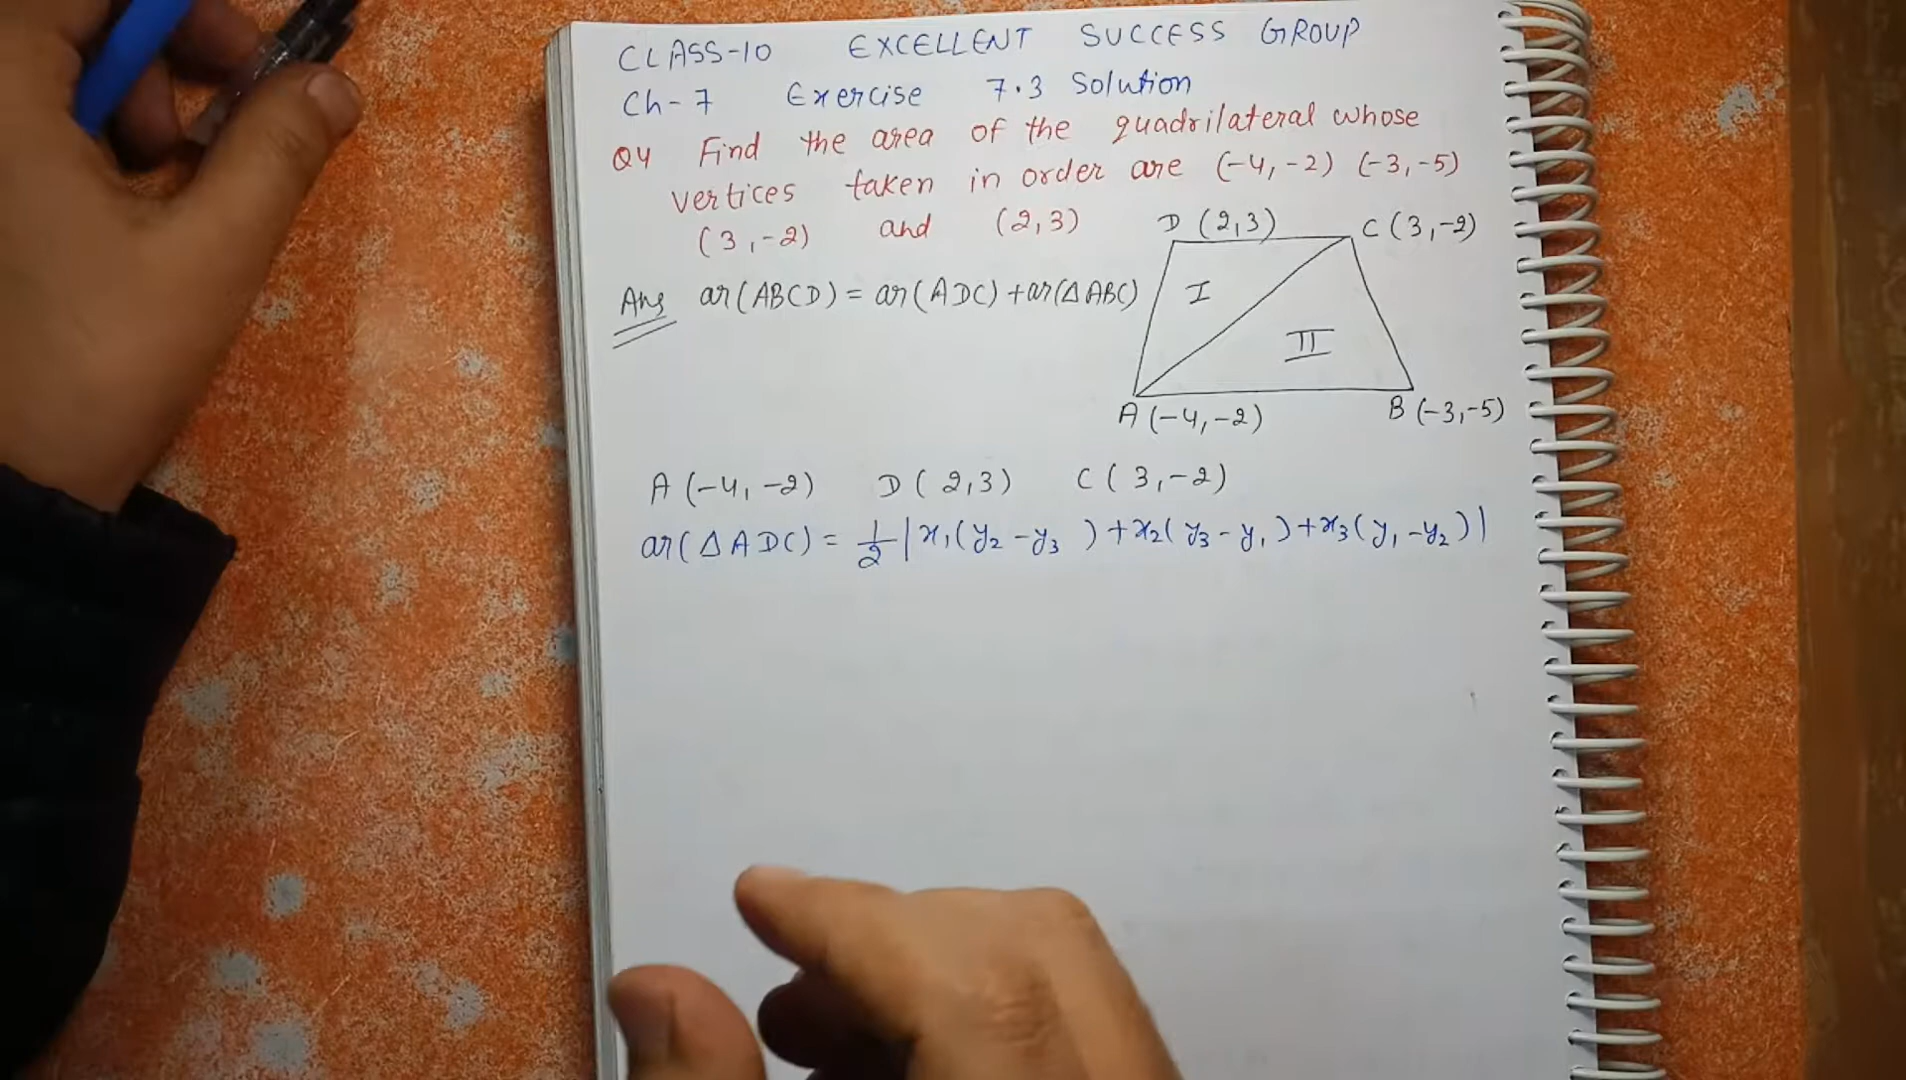 CLASS-10 EXCELLENT SUCCESS GROUP
Ch-7 Exercise 7.3 Solution
Q4 Find the area of the quadrilateral whose
vertices taken in order are (-4,-2) (-3,-5)
(3,-2) and (2,3)
D (2,3) C (3,-2)
Ans ar(ABCD) = ar(ADC) + ar(△ABC)
I
II
A (-4,-2) B (-3,-5)
A (-4,-2) D (2,3) C (3,-2)
ar(△ADC) = 1/2 |x₁(y₂-y₃) + x₂(y₃-y₁) + x₃(y₁-y₂)|